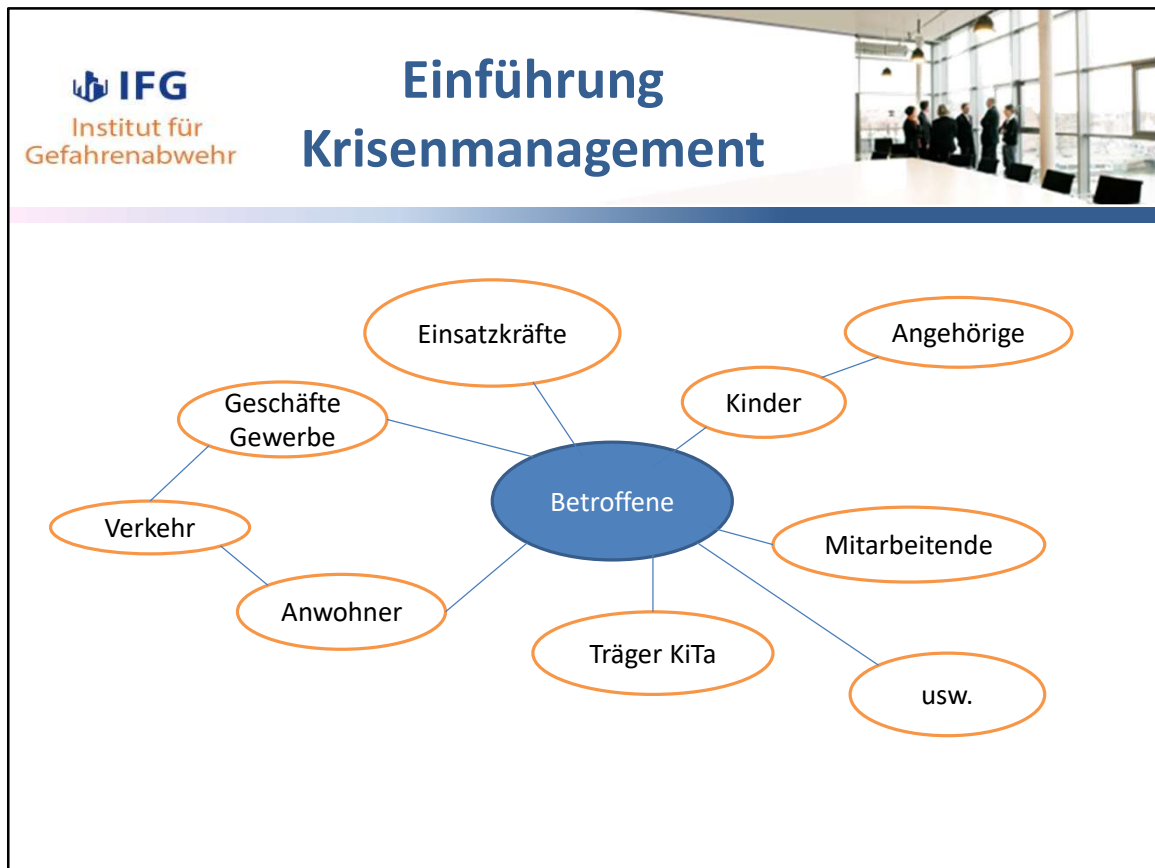 IFG
Institut für
Gefahrenabwehr
Einführung
Krisenmanagement
Einsatzkräfte
Angehörige
Kinder
Geschäfte
Gewerbe
Betroffene
Verkehr
Mitarbeitende
Anwohner
Träger KiTa
usw.